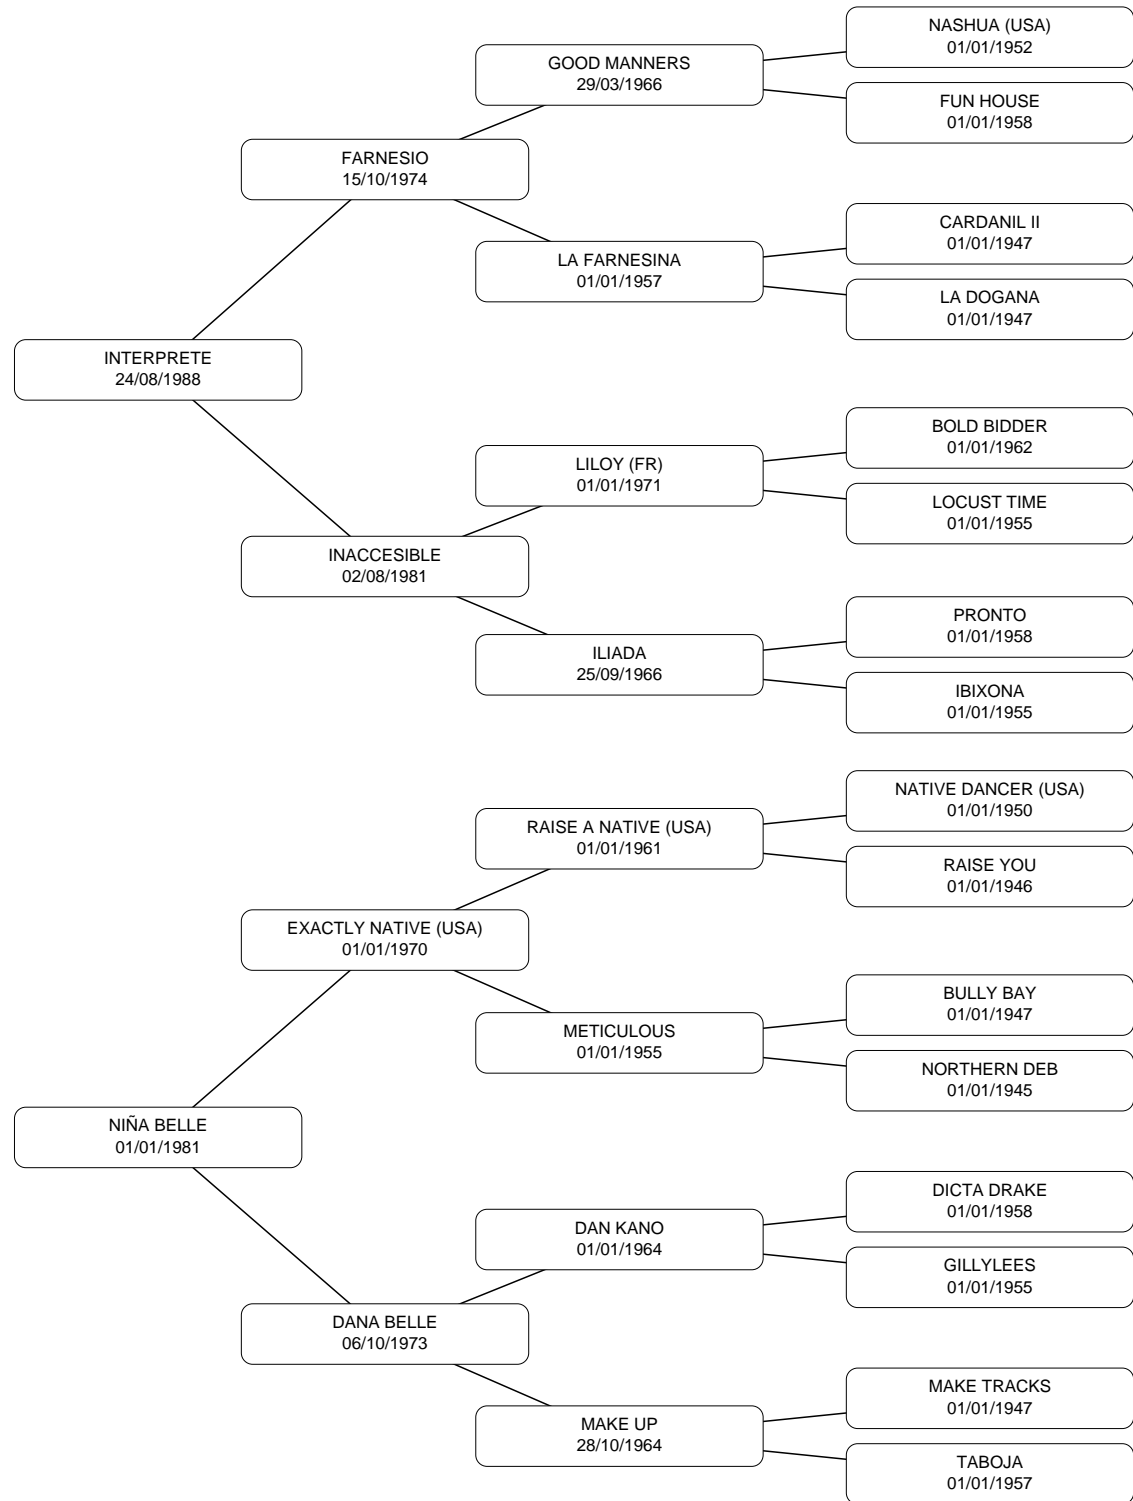 NASHUA (USA)
01/01/1952
GOOD MANNERS
29/03/1966
FUN HOUSE
01/01/1958
FARNESIO
15/10/1974
CARDANIL II
01/01/1947
LA FARNESINA
01/01/1957
LA DOGANA
01/01/1947
INTERPRETE
24/08/1988
BOLD BIDDER
01/01/1962
LILOY (FR)
01/01/1971
LOCUST TIME
01/01/1955
INACCESIBLE
02/08/1981
PRONTO
01/01/1958
ILIADA
25/09/1966
IBIXONA
01/01/1955
NATIVE DANCER (USA)
01/01/1950
RAISE A NATIVE (USA)
01/01/1961
RAISE YOU
01/01/1946
EXACTLY NATIVE (USA)
01/01/1970
BULLY BAY
01/01/1947
METICULOUS
01/01/1955
NORTHERN DEB
01/01/1945
NIÑA BELLE
01/01/1981
DICTA DRAKE
01/01/1958
DAN KANO
01/01/1964
GILLYLEES
01/01/1955
DANA BELLE
06/10/1973
MAKE TRACKS
01/01/1947
MAKE UP
28/10/1964
TABOJA
01/01/1957